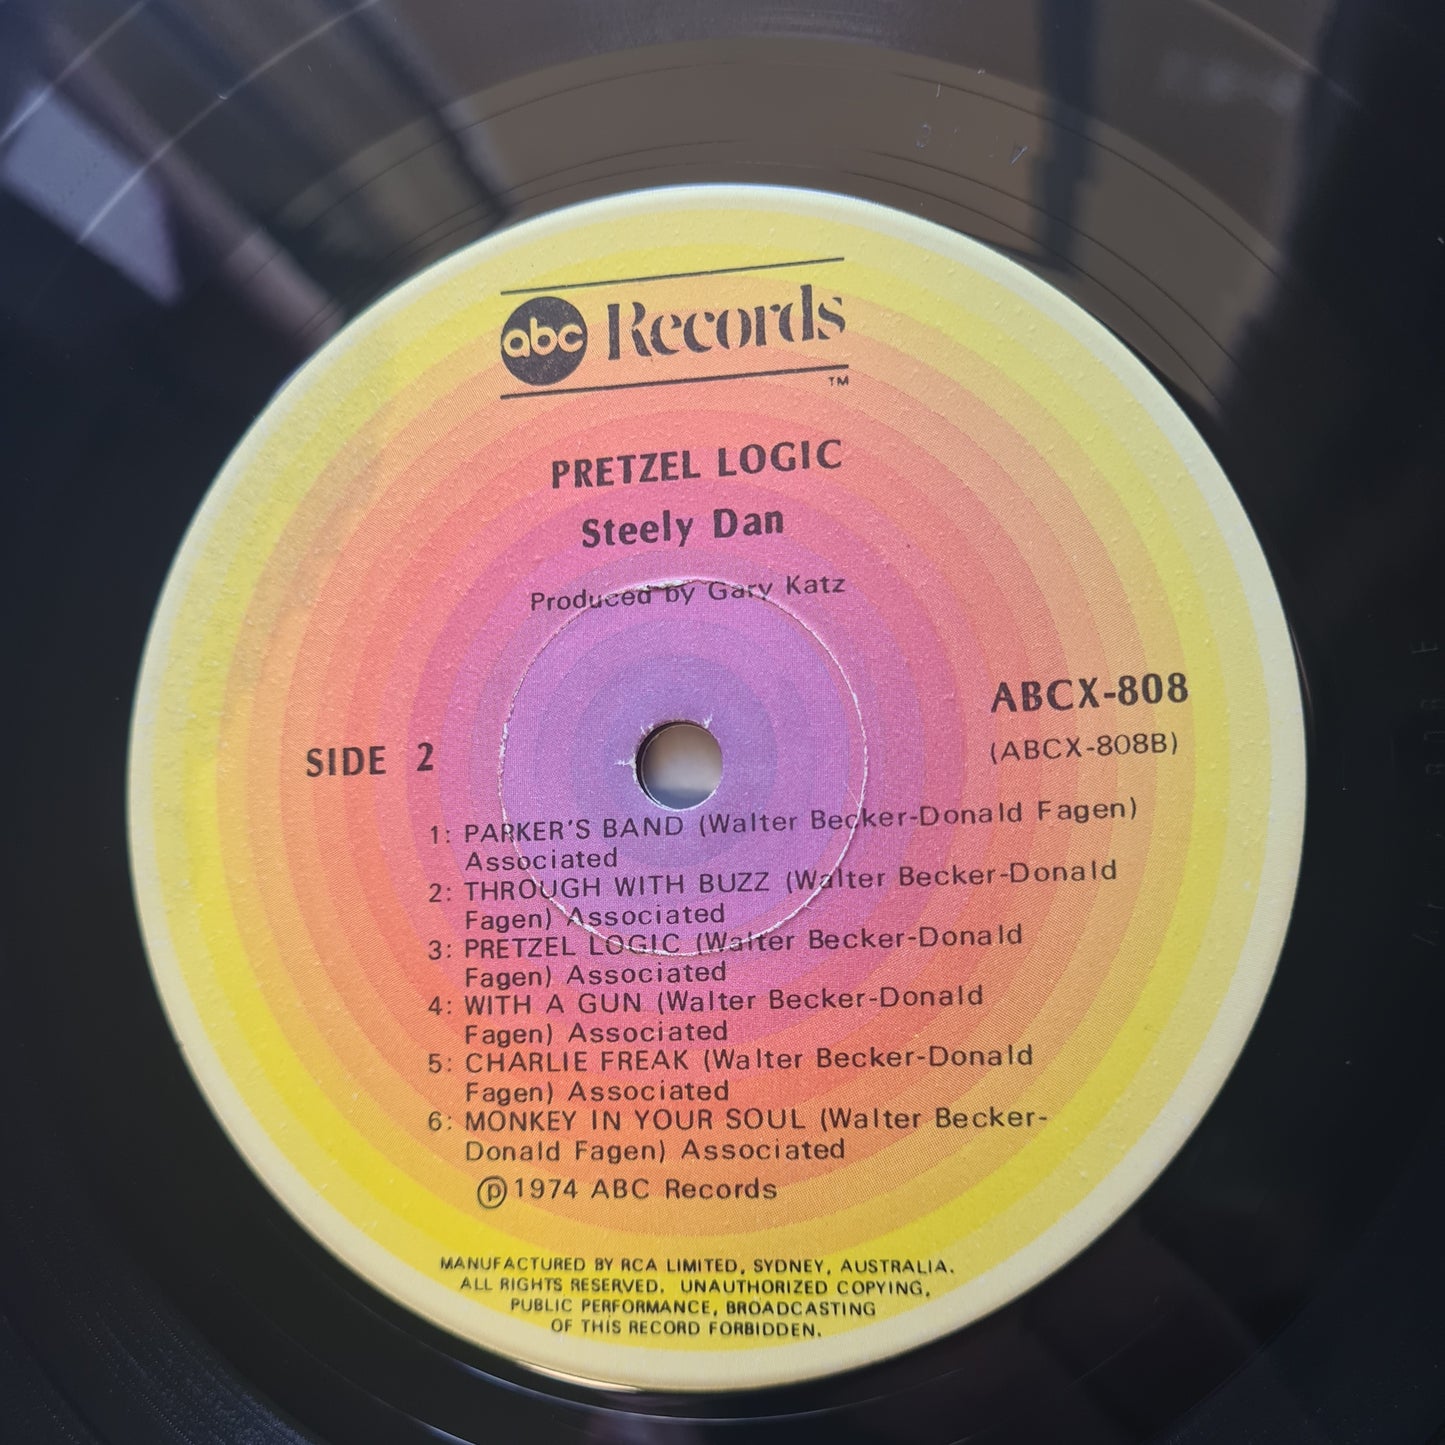 abc Records
TM
PRETZEL LOGIC
Steely Dan
Produced by Gary Katz
ABCX-808
(ABCX-808B)
SIDE 2
1: PARKER'S BAND (Walter Becker-Donald Fagen)
Associated
2: THROUGH WITH BUZZ (Walter Becker-Donald
Fagen) Associated
3: PRETZEL LOGIC (Walter Becker-Donald
Fagen) Associated
4: WITH A GUN (Walter Becker-Donald
Fagen) Associated
5: CHARLIE FREAK (Walter Becker-Donald
Fagen) Associated
6: MONKEY IN YOUR SOUL (Walter Becker-
Donald Fagen) Associated
℗ 1974 ABC Records
MANUFACTURED BY RCA LIMITED, SYDNEY, AUSTRALIA.
ALL RIGHTS RESERVED. UNAUTHORIZED COPYING,
PUBLIC PERFORMANCE, BROADCASTING
OF THIS RECORD FORBIDDEN.